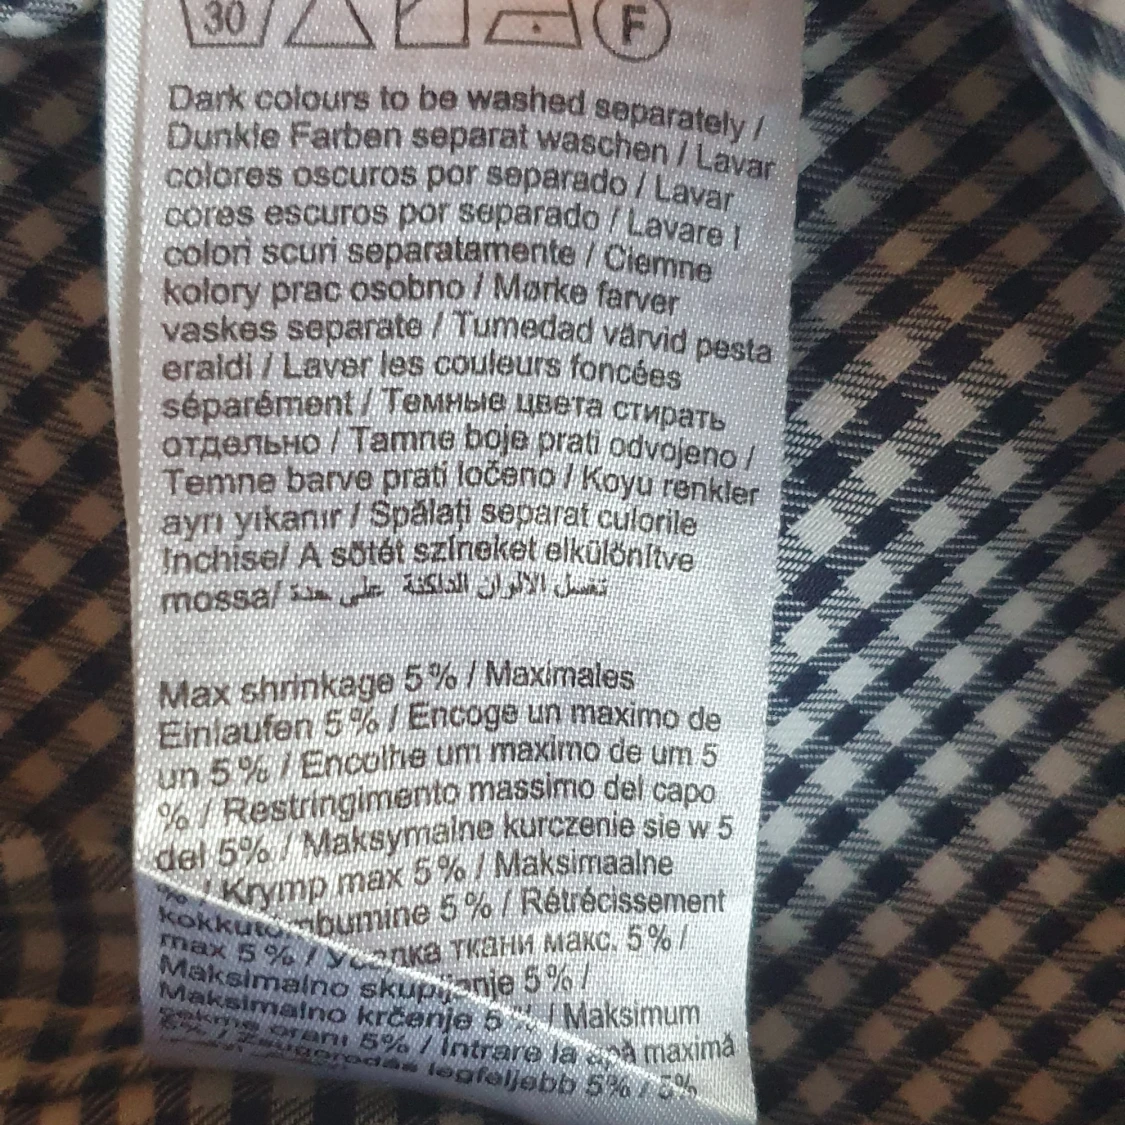 30 F
Dark colours to be washed separately /
Dunkle Farben separat waschen / Lavar
colores oscuros por separado / Lavar
cores escuros por separado / Lavare I
colori scuri separatamente / Ciemne
kolory prac osobno / Mørke farver
vaskes separate / Tumedad värvid pesta
eraldi / Laver les couleurs foncées
séparément / Темные цвета стирать
отдельно / Tamne boje prati odvojeno /
Temne barve prati ločeno / Koyu renkler
ayrı yıkanır / Spălaţi separat culorile
închise/ A sötét színeket elkülönítve
mossa/ تغسل الالوان الداكنة على حدة
Max shrinkage 5% / Maximales
Einlaufen 5% / Encoge un maximo de
un 5% / Encolhe um maximo de um 5
% / Restringimento massimo del capo
del 5% / Maksymalne kurczenie sie w 5
% / Krymp max 5% / Maksimaalne
5% / Rétrécissement
max 5% / ткани макс. 5% /
Maksimalno 5% /
Maksimalno krčenje 5% / Maksimum
çekme oranı 5% / Intrare la apă maximă
5% / legfeljebb 5% / 5%